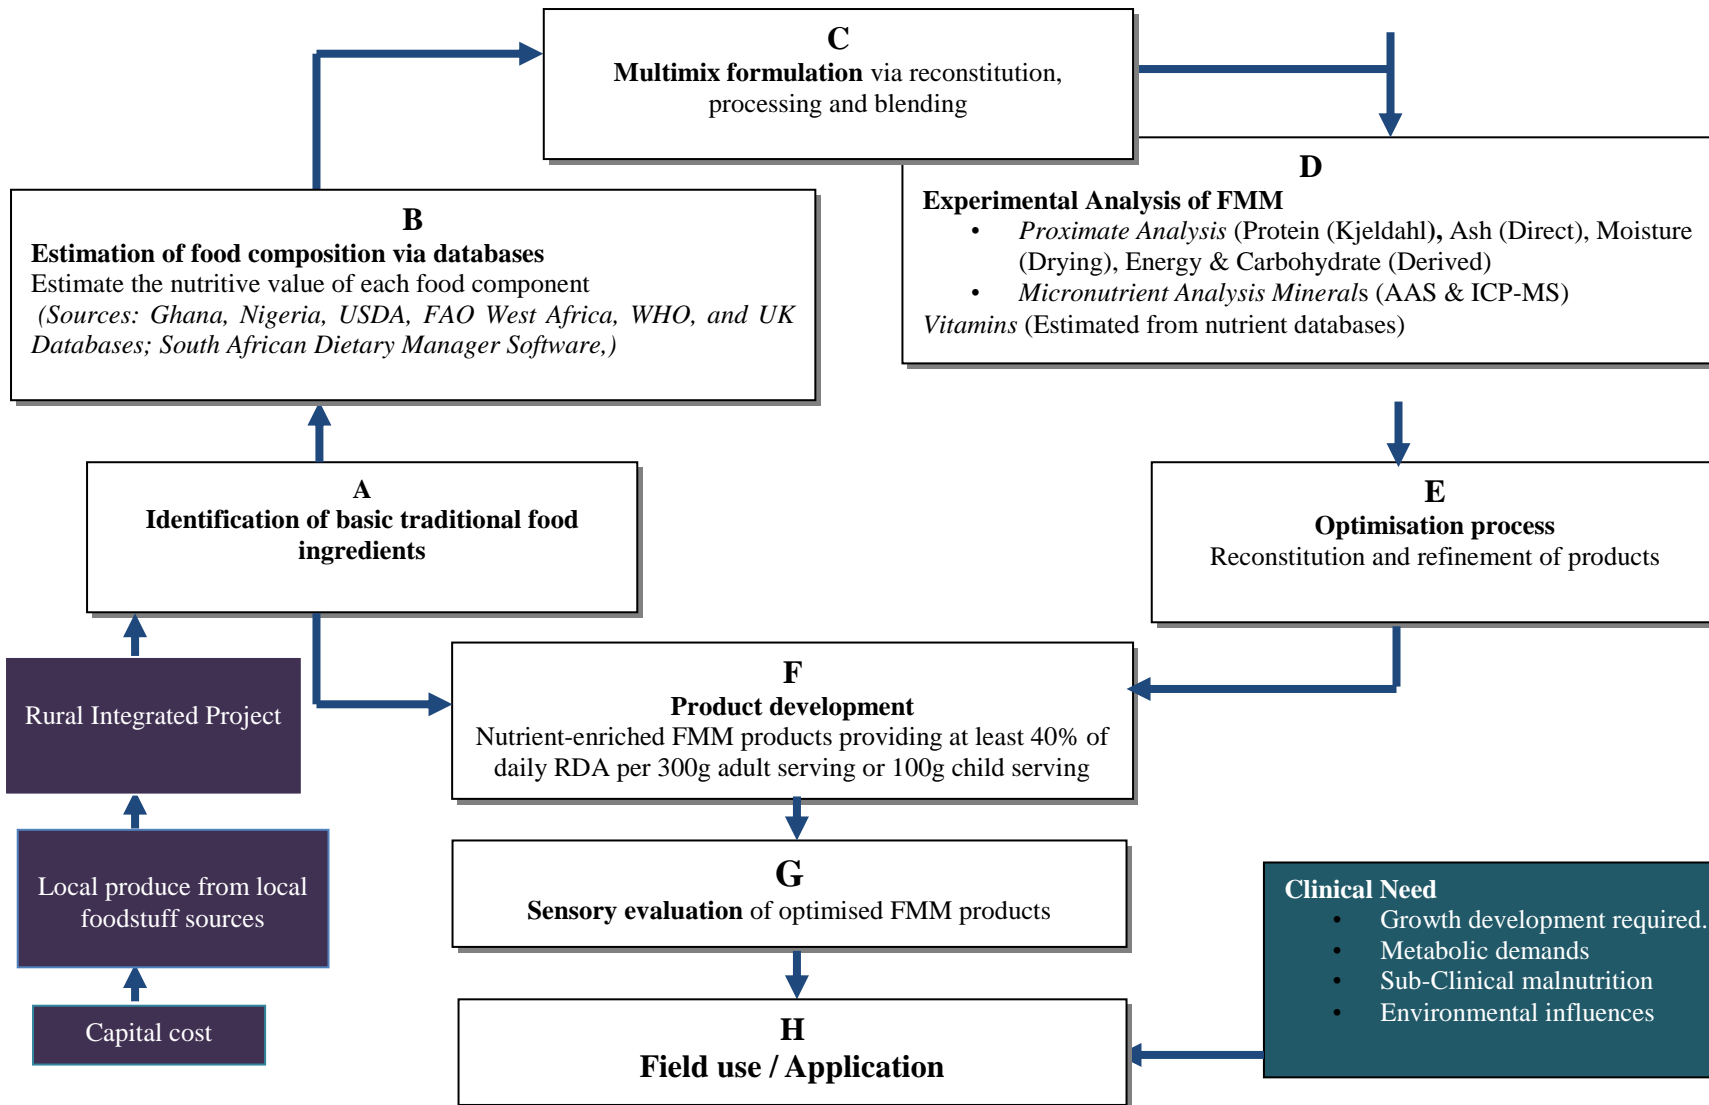 C
Multimix formulation via reconstitution,
processing and blending
D
Experimental Analysis of FMM
• Proximate Analysis (Protein (Kjeldahl), Ash (Direct), Moisture
(Drying), Energy & Carbohydrate (Derived)
• Micronutrient Analysis Minerals (AAS & ICP-MS)
Vitamins (Estimated from nutrient databases)
B
Estimation of food composition via databases
Estimate the nutritive value of each food component
(Sources: Ghana, Nigeria, USDA, FAO West Africa, WHO, and UK
Databases; South African Dietary Manager Software,)
A
Identification of basic traditional food
ingredients
E
Optimisation process
Reconstitution and refinement of products
Rural Integrated Project
F
Product development
Nutrient-enriched FMM products providing at least 40% of
daily RDA per 300g adult serving or 100g child serving
Local produce from local
foodstuff sources
G
Sensory evaluation of optimised FMM products
Clinical Need
• Growth development required.
• Metabolic demands
• Sub-Clinical malnutrition
• Environmental influences
Capital cost
H
Field use / Application